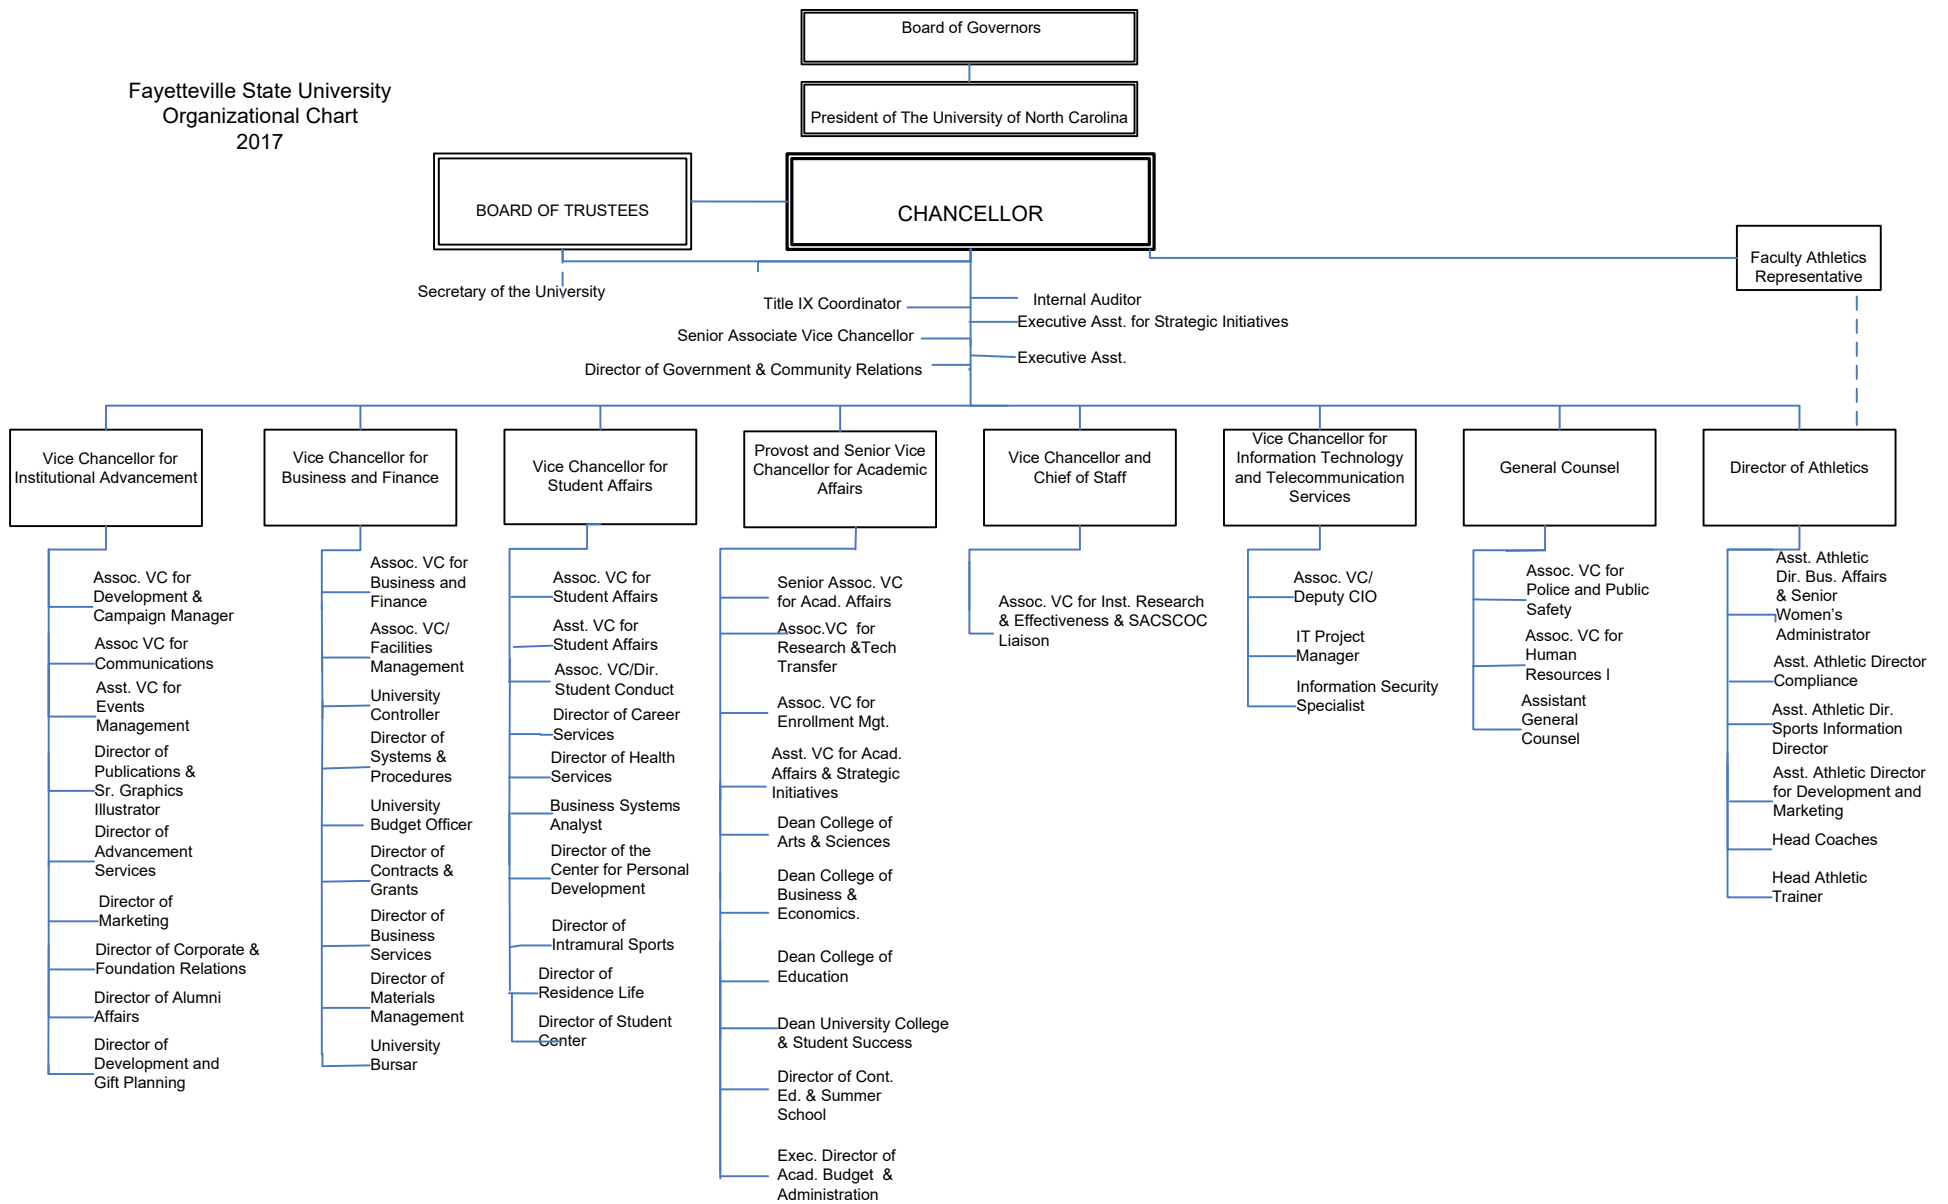 Board of Governors
Fayetteville State University
Organizational Chart
2017
President of The University of North Carolina
BOARD OF TRUSTEES
CHANCELLOR
Faculty Athletics
Representative
Secretary of the University
Title IX Coordinator
Internal Auditor
Executive Asst. for Strategic Initiatives
Senior Associate Vice Chancellor
Executive Asst.
Director of Government & Community Relations
Vice Chancellor for
Institutional Advancement
Vice Chancellor for
Business and Finance
Vice Chancellor for
Student Affairs
Provost and Senior Vice
Chancellor for Academic
Affairs
Vice Chancellor and
Chief of Staff
Vice Chancellor for
Information Technology
and Telecommunication
Services
General Counsel
Director of Athletics
Assoc. VC for
Development &
Campaign Manager
Assoc VC for
Communications
Asst. VC for
Events
Management
Director of
Publications &
Sr. Graphics
Illustrator
Director of
Advancement
Services
Director of
Marketing
Director of Corporate &
Foundation Relations
Director of Alumni
Affairs
Director of
Development and
Gift Planning
Assoc. VC for
Business and
Finance
Assoc. VC/
Facilities
Management
University
Controller
Director of
Systems &
Procedures
University
Budget Officer
Director of
Contracts &
Grants
Director of
Business
Services
Director of
Materials
Management
University
Bursar
Assoc. VC for
Student Affairs
Asst. VC for
Student Affairs
Assoc. VC/Dir.
Student Conduct
Director of Career
Services
Director of Health
Services
Business Systems
Analyst
Director of the
Center for Personal
Development
Director of
Intramural Sports
Director of
Residence Life
Director of Student
Center
Senior Assoc. VC
for Acad. Affairs
Assoc.VC for
Research &Tech
Transfer
Assoc. VC for
Enrollment Mgt.
Asst. VC for Acad.
Affairs & Strategic
Initiatives
Dean College of
Arts & Sciences
Dean College of
Business &
Economics.
Dean College of
Education
Dean University College
& Student Success
Director of Cont.
Ed. & Summer
School
Exec. Director of
Acad. Budget &
Administration
Assoc. VC for Inst. Research
& Effectiveness & SACSCOC
Liaison
Assoc. VC/
Deputy CIO
IT Project
Manager
Information Security
Specialist
Assoc. VC for
Police and Public
Safety
Assoc. VC for
Human
Resources I
Assistant
General
Counsel
Asst. Athletic
Dir. Bus. Affairs
& Senior
Women’s
Administrator
Asst. Athletic Director
Compliance
Asst. Athletic Dir.
Sports Information
Director
Asst. Athletic Director
for Development and
Marketing
Head Coaches
Head Athletic
Trainer